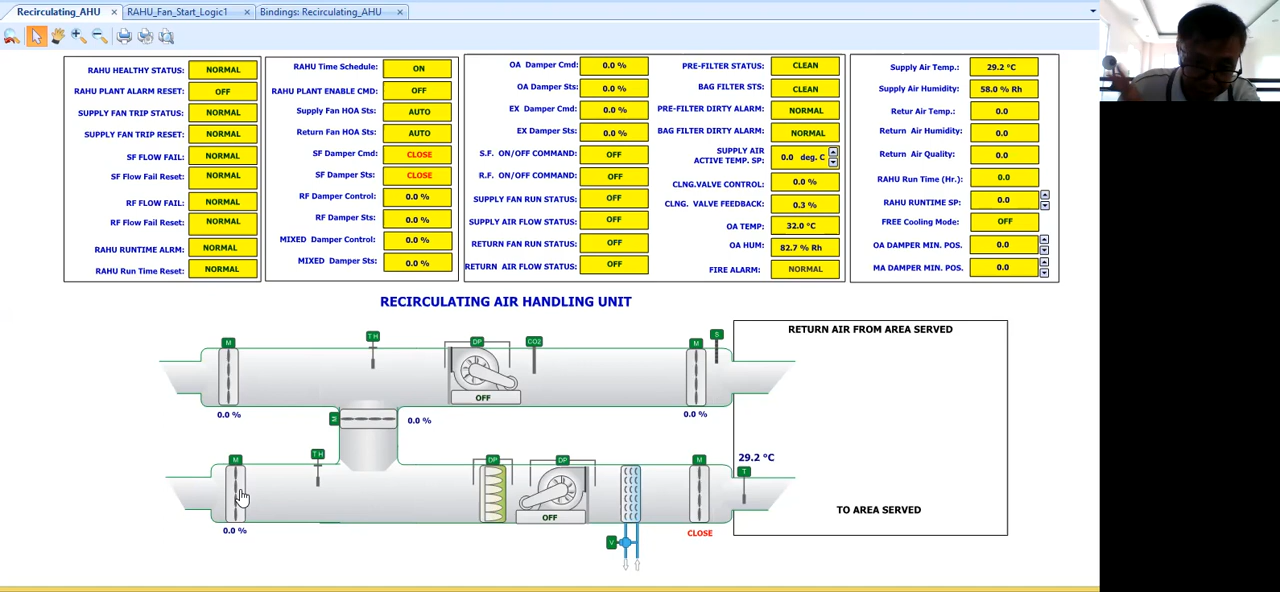 Recirculating_AHU × RAHU_Fan_Start_Logic1 × Bindings: Recirculating_AHU ×
RAHU HEALTHY STATUS: NORMAL
RAHU PLANT ALARM RESET: OFF
SUPPLY FAN TRIP STATUS: NORMAL
SUPPLY FAN TRIP RESET: NORMAL
SF FLOW FAIL: NORMAL
SF Flow Fail Reset: NORMAL
RF FLOW FAIL: NORMAL
RF Flow Fail Reset: NORMAL
RAHU RUNTIME ALRM: NORMAL
RAHU Run Time Reset: NORMAL
RAHU Time Schedule: ON
RAHU PLANT ENABLE CMD: OFF
Supply Fan HOA Sts: AUTO
Return Fan HOA Sts: AUTO
SF Damper Cmd: CLOSE
SF Damper Sts: CLOSE
RF Damper Control: 0.0 %
RF Damper Sts: 0.0 %
MIXED Damper Control: 0.0 %
MIXED Damper Sts: 0.0 %
OA Damper Cmd: 0.0 %
OA Damper Sts: 0.0 %
EX Damper Cmd: 0.0 %
EX Damper Sts: 0.0 %
S.F. ON/OFF COMMAND: OFF
R.F. ON/OFF COMMAND: OFF
SUPPLY FAN RUN STATUS: OFF
SUPPLY AIR FLOW STATUS: OFF
RETURN FAN RUN STATUS: OFF
RETURN AIR FLOW STATUS: OFF
PRE-FILTER STATUS: CLEAN
BAG FILTER STS: CLEAN
PRE-FILTER DIRTY ALARM: NORMAL
BAG FILTER DIRTY ALARM: NORMAL
SUPPLY AIR
ACTIVE TEMP. SP: 0.0 deg. C
CLNG.VALVE CONTROL: 0.0 %
CLNG. VALVE FEEDBACK: 0.3 %
OA TEMP: 32.0 °C
OA HUM: 82.7 % Rh
FIRE ALARM: NORMAL
Supply Air Temp.: 29.2 °C
Supply Air Humidity: 58.0 % Rh
Retur Air Temp.: 0.0
Return Air Humidity: 0.0
Return Air Quality: 0.0
RAHU Run Time (Hr.): 0.0
RAHU RUNTIME SP: 0.0
FREE Cooling Mode: OFF
OA DAMPER MIN. POS. 0.0
MA DAMPER MIN. POS. 0.0
RECIRCULATING AIR HANDLING UNIT
RETURN AIR FROM AREA SERVED
M T H DP CO2 M S
OFF
0.0 % 0.0 %
M 0.0 %
M T H DP DP M 29.2 °C
T
OFF
TO AREA SERVED
0.0 % CLOSE
V